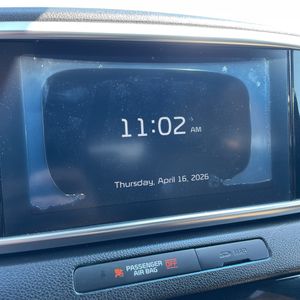 11:02 AM
Thursday, April 16, 2026
PASSENGER
AIR BAG OFF